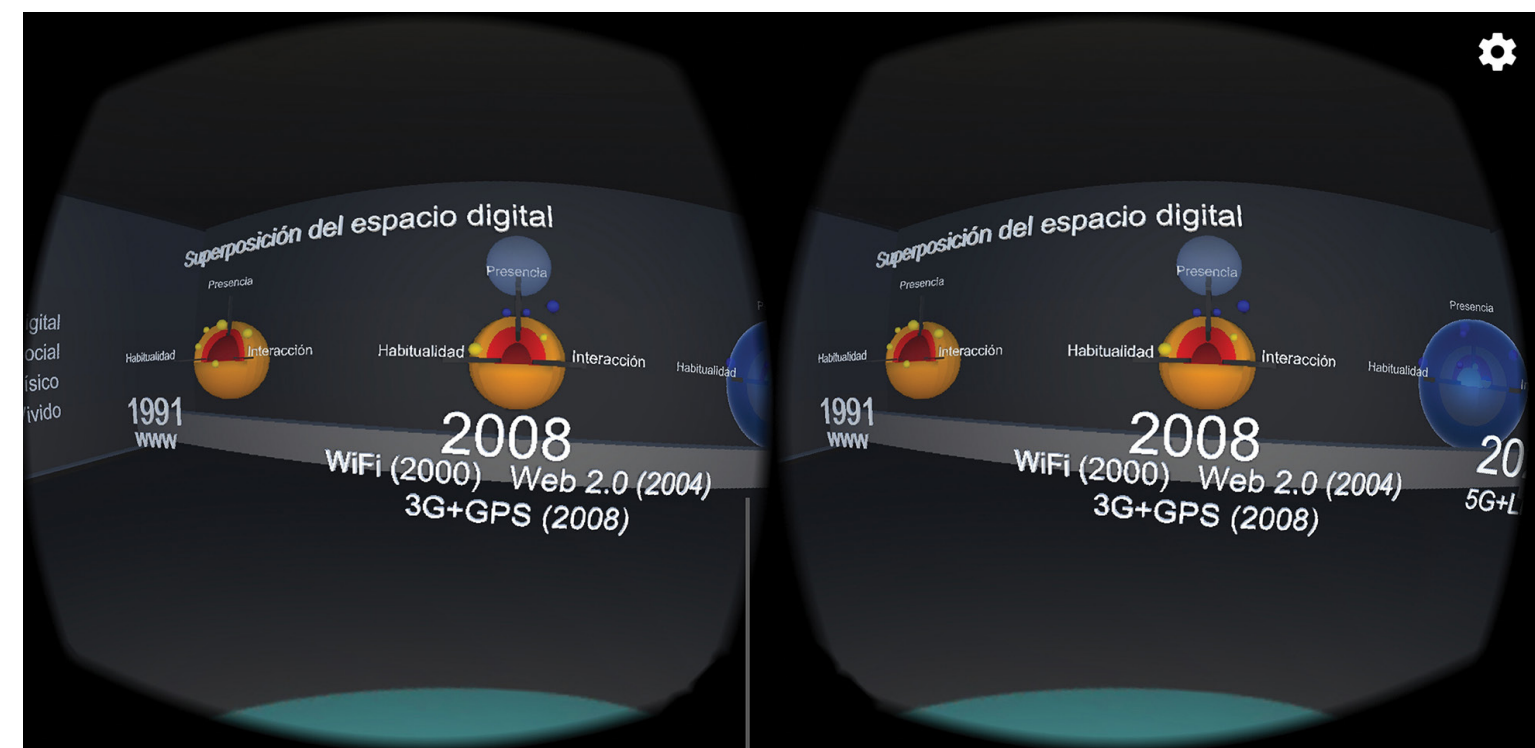 Superposición del espacio digital
Presencia
Presencia
Habitualidad
Interacción
Habitualidad
Interacción
Habitualidad
gital
ocial
ísico
ivido
1991
WWW
2008
WiFi (2000) Web 2.0 (2004)
3G+GPS (2008)
Superposición del espacio digital
Presencia
Presencia
Presencia
Habitualidad
Interacción
Habitualidad
Interacción
Habitualidad
1991
WWW
2008
WiFi (2000) Web 2.0 (2004)
3G+GPS (2008)
20
5G+L